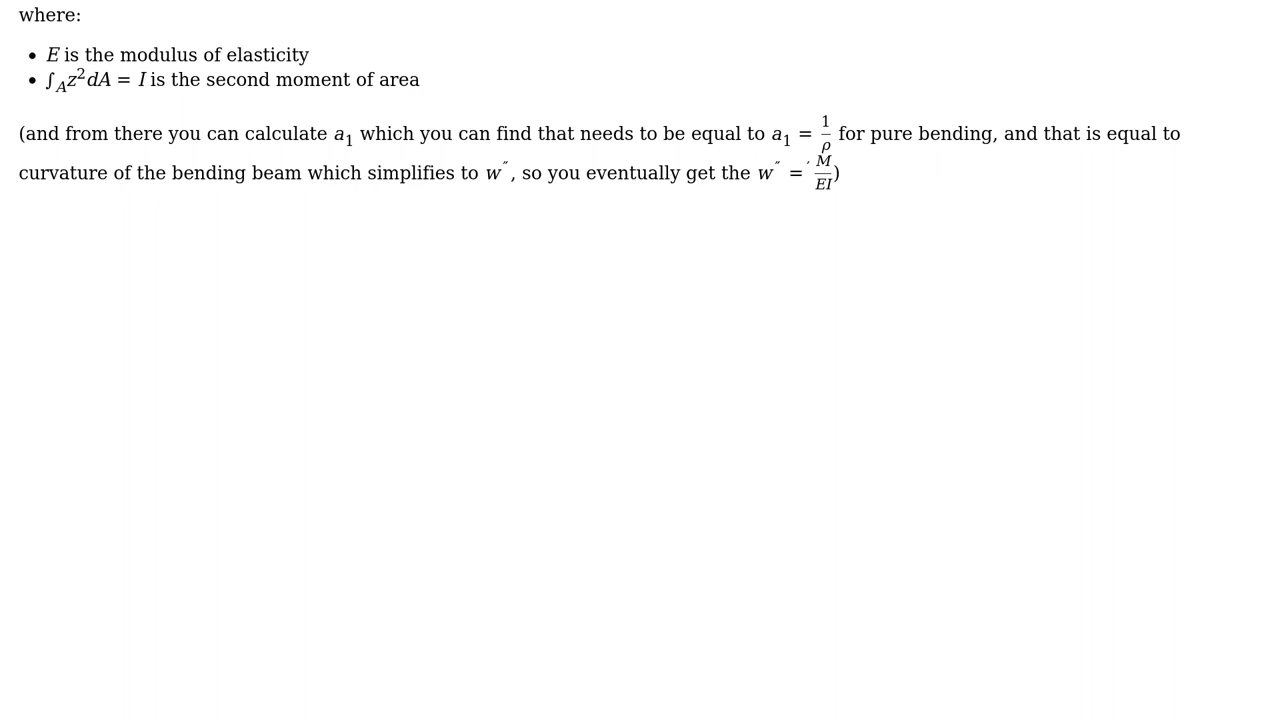 where:
• E is the modulus of elasticity
• ∫_A z² dA = I is the second moment of area
(and from there you can calculate a₁ which you can find that needs to be equal to a₁ = 1/ρ for pure bending, and that is equal to
curvature of the bending beam which simplifies to w″, so you eventually get the w″ = M/EI)